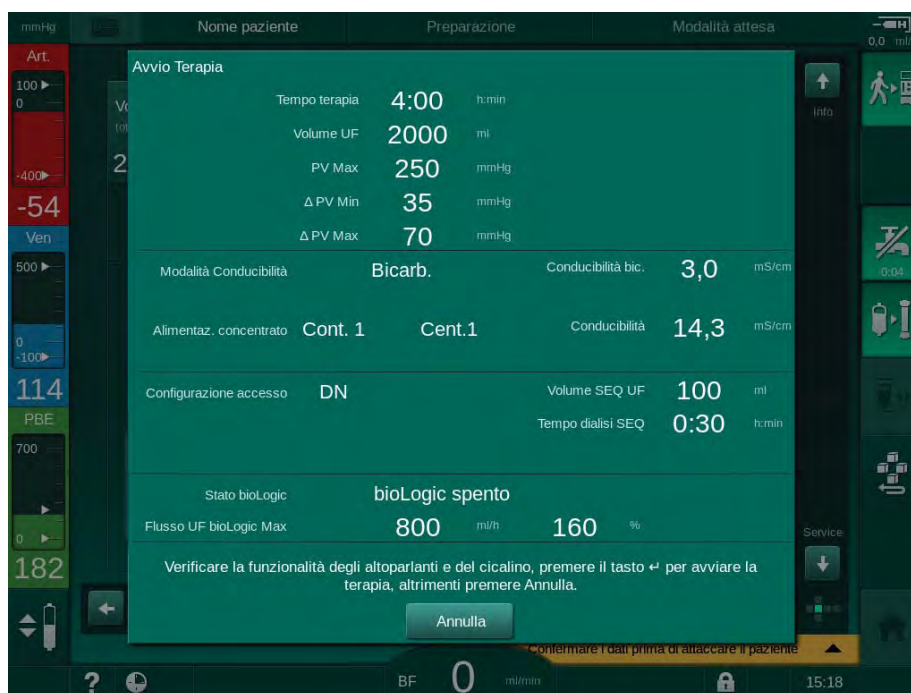 mmHg Nome paziente Preparazione Modalità attesa
0,0 ml/
Art.
100
0
-400
-54
Ven
500
0
-100
114
PBE
700
0
182
Avvio Terapia
Tempo terapia 4:00 h:min
Volume UF 2000 ml
PV Max 250 mmHg
Δ PV Min 35 mmHg
Δ PV Max 70 mmHg
Modalità Conducibilità Bicarb. Conducibilità bic. 3,0 mS/cm
Alimentaz. concentrato Cont. 1 Cent.1 Conducibilità 14,3 mS/cm
Configurazione accesso DN Volume SEQ UF 100 ml
Tempo dialisi SEQ 0:30 h:min
Stato bioLogic bioLogic spento
Flusso UF bioLogic Max 800 ml/h 160 %
Verificare la funzionalità degli altoparlanti e del cicalino, premere il tasto ↵ per avviare la
terapia, altrimenti premere Annulla.
Annulla
Confermare i dati prima di attaccare il paziente
Info
0:04
Service
? BF 0 ml/min 15:18